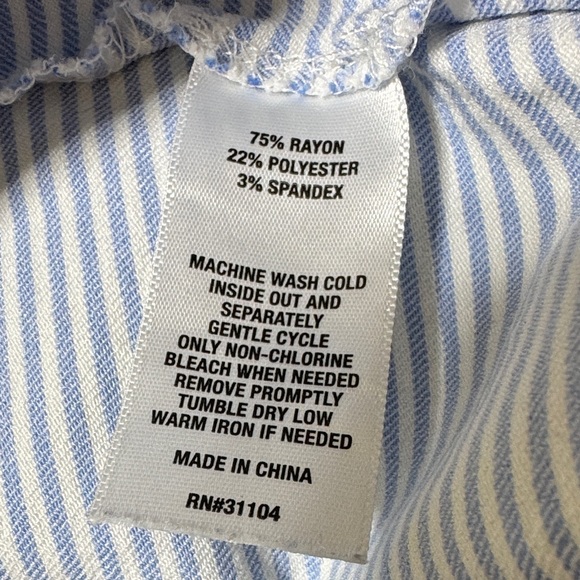 75% RAYON
22% POLYESTER
3% SPANDEX
MACHINE WASH COLD
INSIDE OUT AND
SEPARATELY
GENTLE CYCLE
ONLY NON-CHLORINE
BLEACH WHEN NEEDED
REMOVE PROMPTLY
TUMBLE DRY LOW
WARM IRON IF NEEDED
MADE IN CHINA
RN#31104